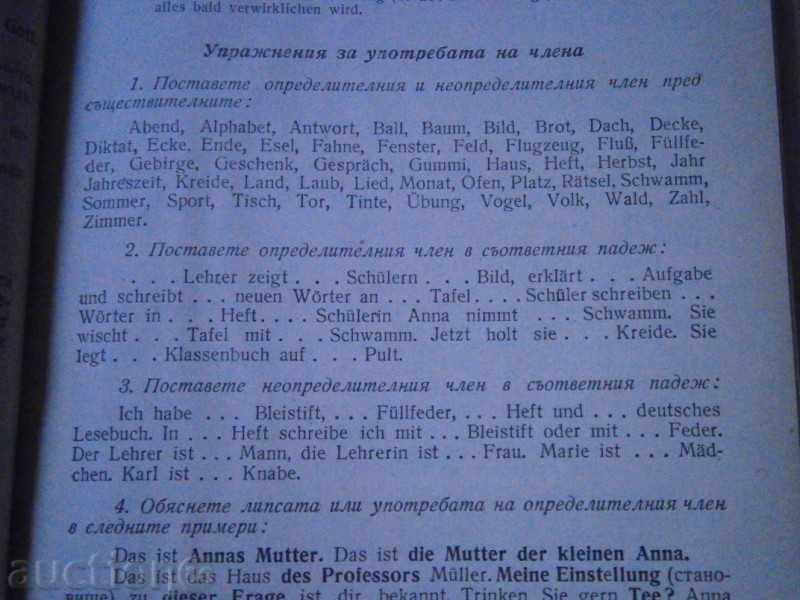 alles bald verwirklichen wird.
Gott
Упражнения за употребата на члена
1. Поставете определителния и неопределителния член пред
съществителните:
Abend, Alphabet, Antwort, Ball, Baum, Bild, Brot, Dach, Decke,
Diktat, Ecke, Ende, Esel, Fahne, Fenster, Feld, Flugzeug, Fluß, Füllfe-
der, Gebirge, Geschenk, Gespräch, Gummi, Haus, Heft, Herbst, Jahr
Jahreszeit, Kreide, Land, Laub, Lied, Monat, Ofen, Platz, Rätsel, Schwamm,
Sommer, Sport, Tisch, Tor, Tinte, Übung, Vogel, Volk, Wald, Zahl,
Zimmer.
2. Поставете определителния член в съответния падеж:
. . . Lehrer zeigt . . . Schülern . . . Bild, erklärt . . . Aufgabe
und schreibt . . . neuen Wörter an . . . Tafel . . . Schüler schreiben . . .
Wörter in . . . Heft . . . Schülerin Anna nimmt . . . Schwamm. Sie
wischt . . . Tafel mit . . . Schwamm. Jetzt holt sie . . . Kreide. Sie
legt . . . Klassenbuch auf . . . Pult.
3. Поставете неопределителния член в съответния падеж:
Ich habe . . . Bleistift, . . . Füllfeder, . . . Heft und . . . deutsches
Lesebuch. In . . . Heft schreibe ich mit . . . Bleistift oder mit . . . Feder.
Der Lehrer ist . . . Mann, die Lehrerin ist . . . Frau. Marie ist . . . Mäd-
chen. Karl ist . . . Knabe.
4. Обяснете липсата или употребата на определителния член
в следните примери:
Das ist Annas Mutter. Das ist die Mutter der kleinen Anna.
Das ist das Haus des Professors Müller. Meine Einstellung (стано-
вище) zu dieser Frage ist dir bekannt. Trinken Sie gern Tee? Anna